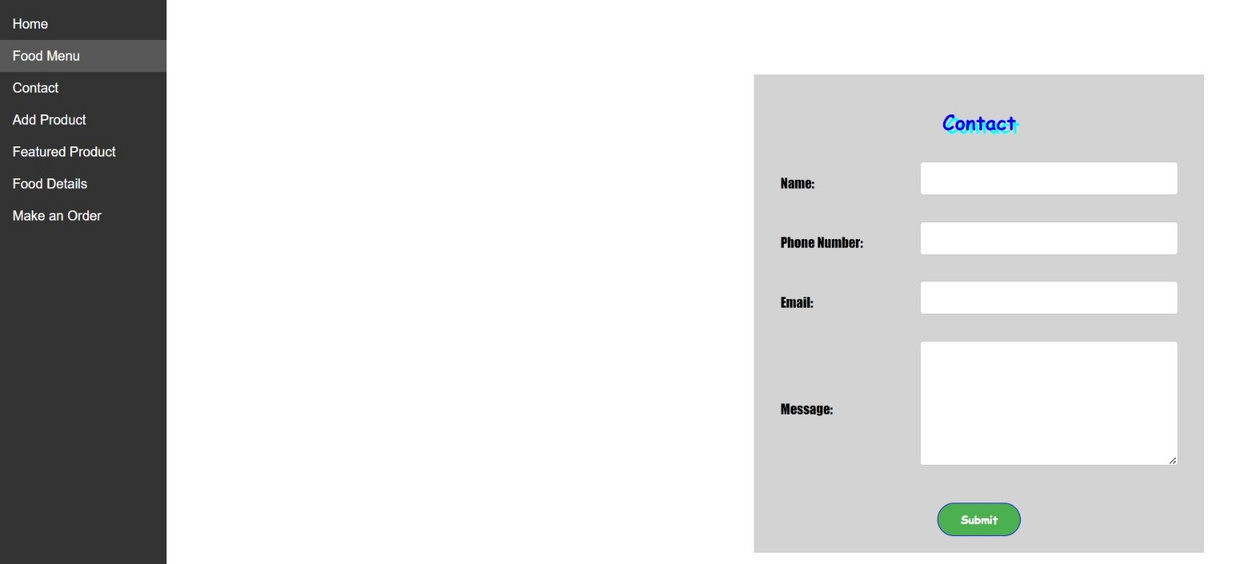 Home
Food Menu
Contact
Add Product
Featured Product
Food Details
Make an Order
Contact
Name:
Phone Number:
Email:
Message:
Submit